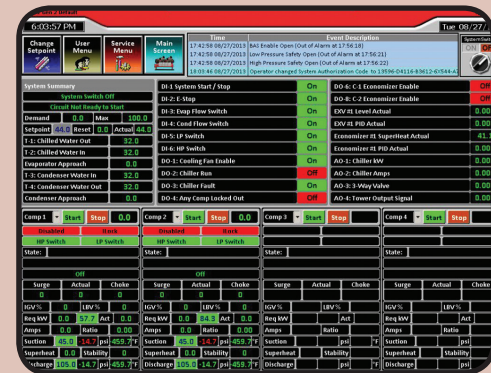 6:03:57 PM
Tue 08/27/
Change Setpoint
User Menu
Service Menu
Main Screen
Time Event Description
17:42:58 08/27/2013 BAS Enable Open (Out of Alarm at 17:56:18)
17:42:58 08/27/2013 Low Pressure Safety Open (Out of Alarm at 17:56:21)
17:42:58 08/27/2013 High Pressure Safety Open (Out of Alarm at 17:56:22)
Operator changed System Authorization Code to
ON OF
System Summary
System Switch Off
Circuit Not Ready to Start
Demand 0.0 Max 100.0
Setpoint 44.0 Reset 0.0 Actual 44.0
T-1: Chilled Water Out 32.0
T-2: Chilled Water In 32.0
Evaporator Approach 0.0
T-3: Condenser Water In 32.0
T-4: Condenser Water Out 32.0
Condenser Approach 0.0
DI-1 System Start / Stop On
DI-2: E-Stop On
DI-3: Evap Flow Switch On
DI-4: Cond Flow Switch On
DI-5: LP Switch On
DI-6: HP Switch On
DO-1: Cooling Fan Enable On
DO-2: Chiller Run Off
DO-3: Chiller Fault On
DO-4: Any Comp Locked Out Off
DO-6: C-1 Economizer Enable Off
DO-8: C-2 Economizer Enable Off
EXV #1 Level Actual 0.00
EXV #1 PID Actual 0.00
Economizer #1 SuperHeat Actual 41.1
Economizer #1 PID Actual 0.00
AO-1: Chiller kW 0.00
AO-2: Chiller Amps 0.00
AO-3: 3-Way Valve 0.00
AO-4: Tower Output Signal 0.00
Comp 1 Start Stop 0.0
Disabled
HP Switch LP Switch
State:
Off
Surge Actual Choke
0 0 0
IGV% 0 LBV% 0
Req kW 0.0 57.7 Act 0.0
Amps 0.0 Ratio 0.00
Suction 45.0 -14.7 psi -459.7 °F
Superheat 0.0 Stability 0
Discharge 105.0 -14.7 psi -459.7 °F
Comp 2 Start Stop 0.0
Disabled
HP Switch LP Switch
State:
Off
Surge Actual Choke
0 0 0
IGV% 0 LBV% 0
Req kW 0.0 84.3 Act 0.0
Amps 0.0 Ratio 0.00
Suction 45.0 -14.7 psi -459.7 °F
Superheat 0.0 Stability 0
Discharge 105.0 -14.7 psi -459.7 °F
Comp 3 Start Stop
State:
Surge Actual Choke
IGV% LBV%
Req kW Act
Amps Ratio
Suction psi °F
Superheat Stability
Discharge psi °F
Comp 4 Start Stop
State:
Surge Actual Choke
IGV% LBV%
Req kW Act
Amps Ratio
Suction psi
Superheat Stability
Discharge psi